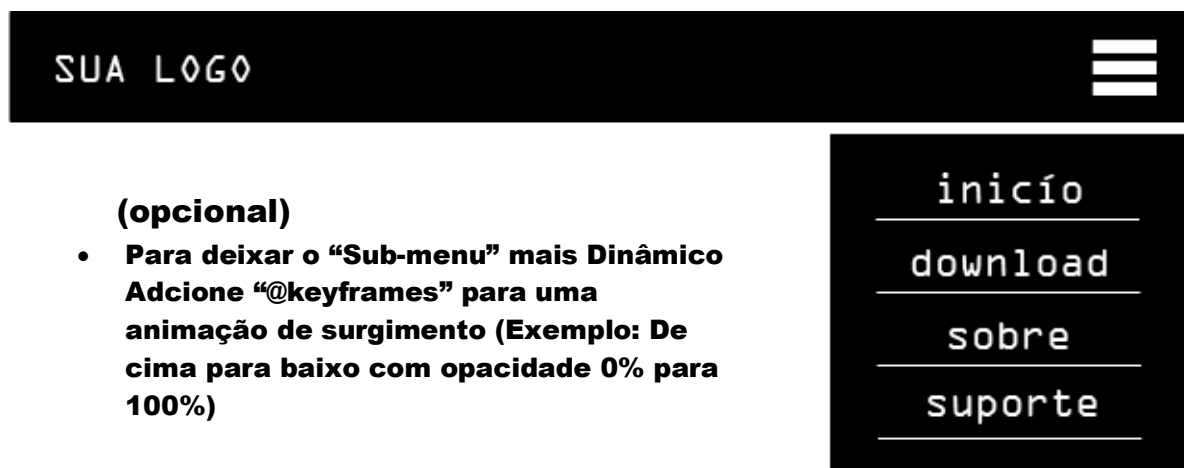 SUA LOGO
(opcional)
• Para deixar o “Sub-menu” mais Dinâmico
Adcione “@keyframes” para uma
animação de surgimento (Exemplo: De
cima para baixo com opacidade 0% para
100%)
inicío
download
sobre
suporte